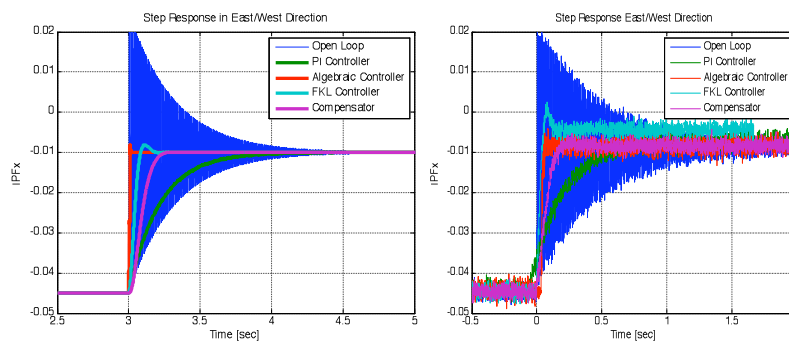 Step Response in East/West Direction
0.02
0.01
0
-0.01
-0.02
-0.03
-0.04
-0.05
IPFx
2.5
3
3.5
4
4.5
5
Time [sec]
Open Loop
PI Controller
Algebraic Controller
FKL Controller
Compensator
Step Response East/West Direction
0.02
0.01
0
-0.01
-0.02
-0.03
-0.04
-0.05
IPFx
-0.5
0
0.5
1
1.5
Time [sec]
Open Loop
PI Controller
Algebraic Controller
FKL Controller
Compensator